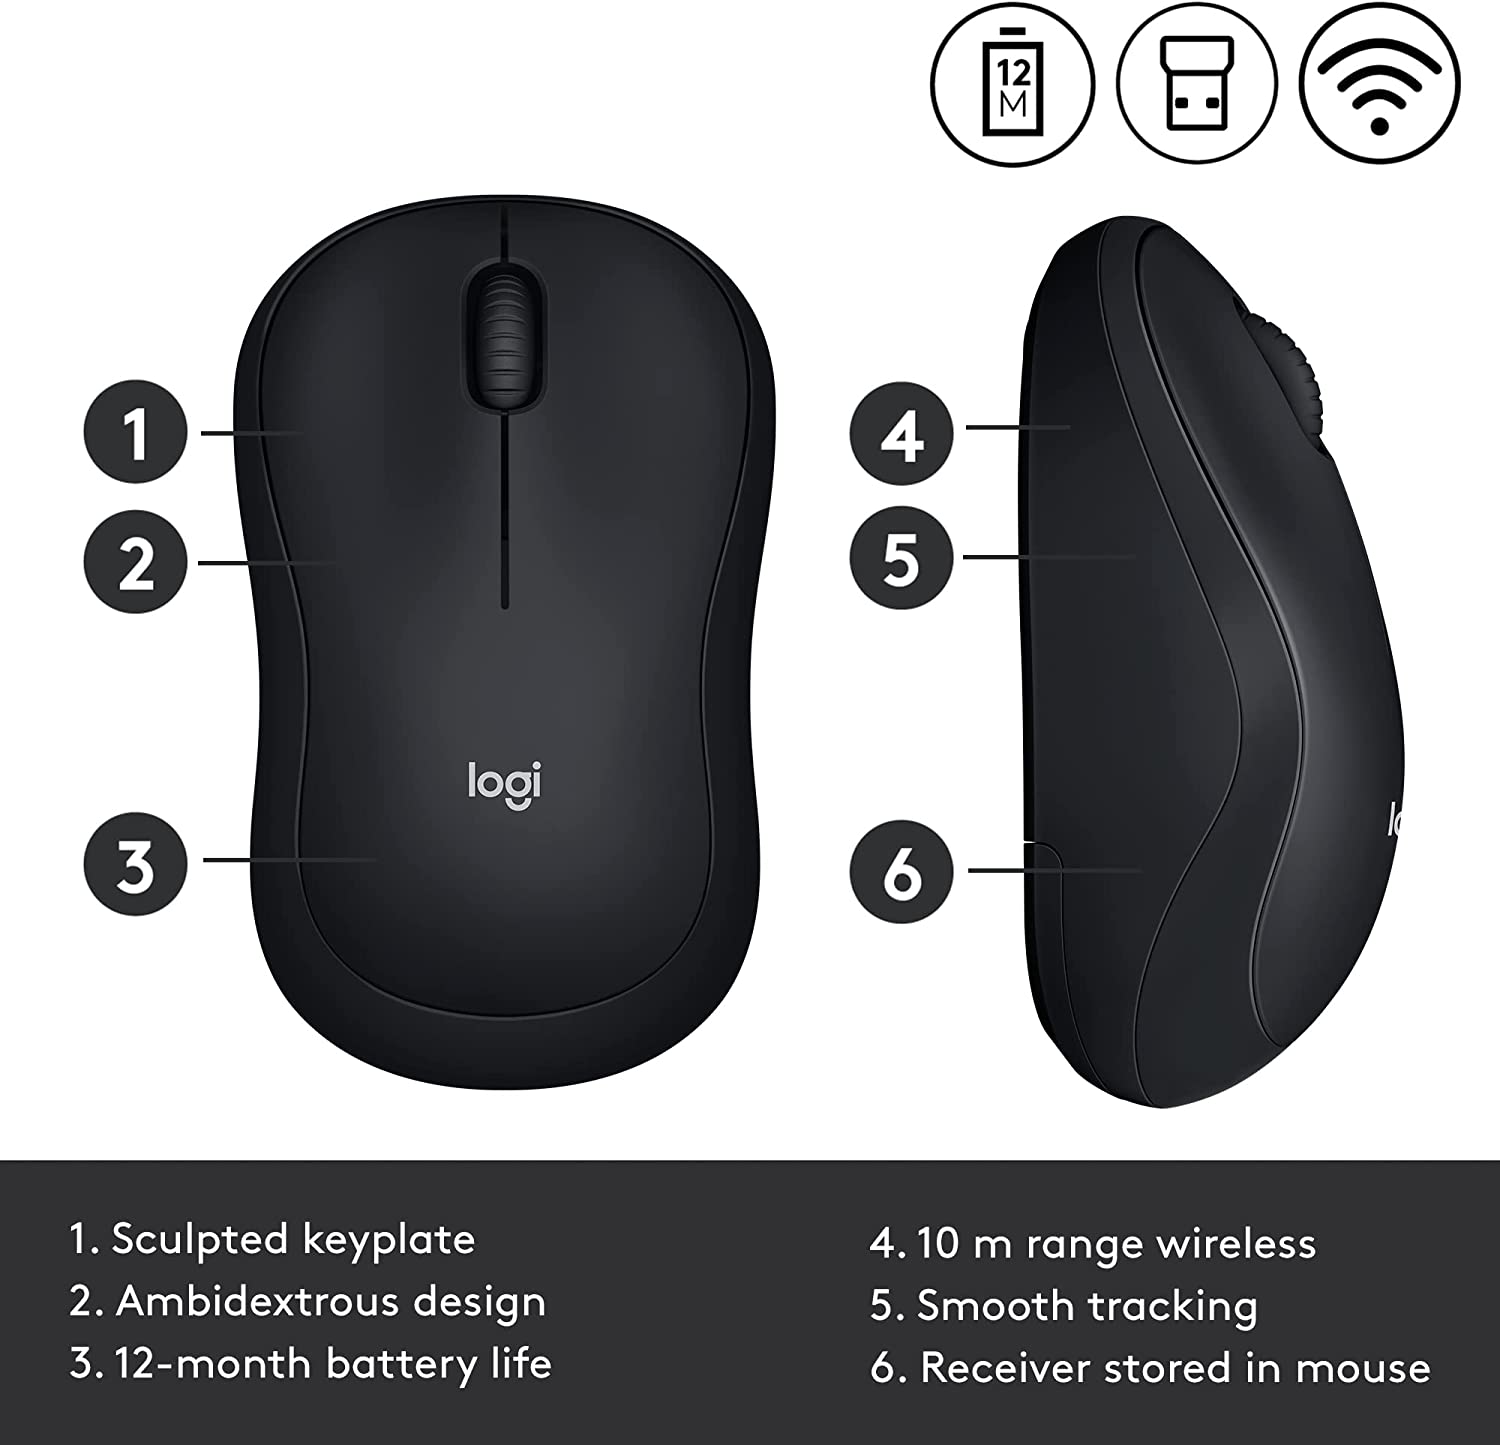 12
M
1
2
3
4
5
6
logi
lo
1. Sculpted keyplate
2. Ambidextrous design
3. 12-month battery life
4. 10 m range wireless
5. Smooth tracking
6. Receiver stored in mouse